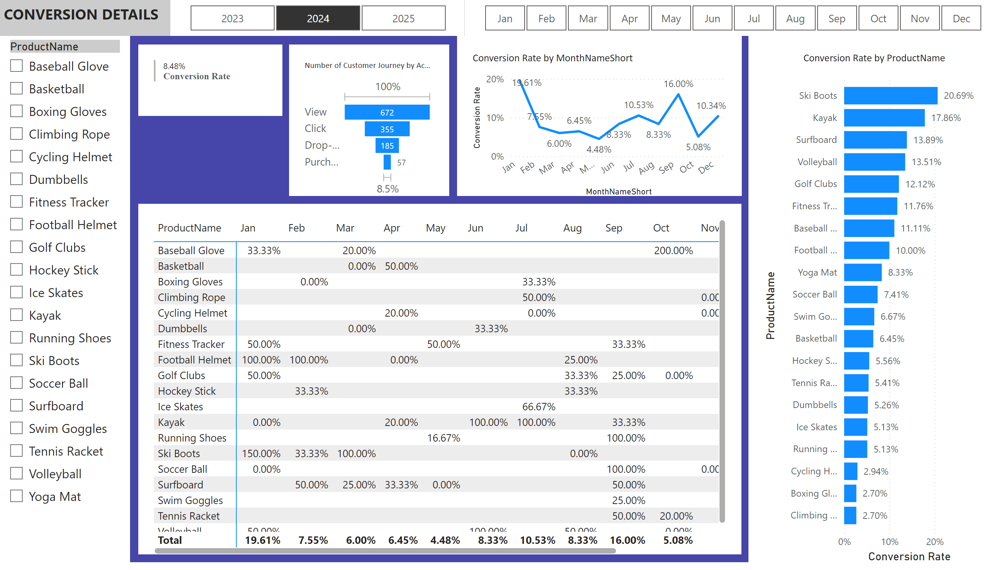 CONVERSION DETAILS
2023
2024
2025
Jan
Feb
Mar
Apr
May
Jun
Jul
Aug
Sep
Oct
Nov
Dec
ProductName
Baseball Glove
Basketball
Boxing Gloves
Climbing Rope
Cycling Helmet
Dumbbells
Fitness Tracker
Football Helmet
Golf Clubs
Hockey Stick
Ice Skates
Kayak
Running Shoes
Ski Boots
Soccer Ball
Surfboard
Swim Goggles
Tennis Racket
Volleyball
Yoga Mat
8.48%
Conversion Rate
Number of Customer Journey by Ac...
100%
View 672
Click 355
Drop-... 185
Purch... 57
8.5%
Conversion Rate by MonthNameShort
Conversion Rate
20%
10%
0%
19.61%
7.55%
6.00%
6.45%
4.48%
8.33%
10.53%
8.33%
16.00%
5.08%
10.34%
Jan Feb Mar Apr M... Jun Jul Aug Sep Oct Dec
MonthNameShort
ProductName Jan Feb Mar Apr May Jun Jul Aug Sep Oct Nov
Baseball Glove 33.33% 20.00% 200.00%
Basketball 0.00% 50.00%
Boxing Gloves 0.00% 33.33%
Climbing Rope 50.00% 0.00
Cycling Helmet 20.00% 0.00% 0.00
Dumbbells 0.00% 33.33%
Fitness Tracker 50.00% 50.00% 33.33%
Football Helmet 100.00% 100.00% 0.00% 25.00%
Golf Clubs 50.00% 33.33% 25.00% 0.00%
Hockey Stick 33.33% 33.33%
Ice Skates 66.67%
Kayak 0.00% 20.00% 100.00% 100.00% 33.33%
Running Shoes 16.67% 100.00%
Ski Boots 150.00% 33.33% 100.00% 0.00%
Soccer Ball 0.00% 100.00% 0.00
Surfboard 50.00% 25.00% 33.33% 0.00% 50.00%
Swim Goggles 25.00%
Tennis Racket 50.00% 20.00%
Volleyball 50.00% 100.00% 50.00% 0.00%
Total 19.61% 7.55% 6.00% 6.45% 4.48% 8.33% 10.53% 8.33% 16.00% 5.08%
Conversion Rate by ProductName
ProductName
Ski Boots 20.69%
Kayak 17.86%
Surfboard 13.89%
Volleyball 13.51%
Golf Clubs 12.12%
Fitness Tr... 11.76%
Baseball ... 11.11%
Football ... 10.00%
Yoga Mat 8.33%
Soccer Ball 7.41%
Swim Go... 6.67%
Basketball 6.45%
Hockey S... 5.56%
Tennis Ra... 5.41%
Dumbbells 5.26%
Ice Skates 5.13%
Running ... 5.13%
Cycling H... 2.94%
Boxing Gl... 2.70%
Climbing ... 2.70%
0% 10% 20%
Conversion Rate